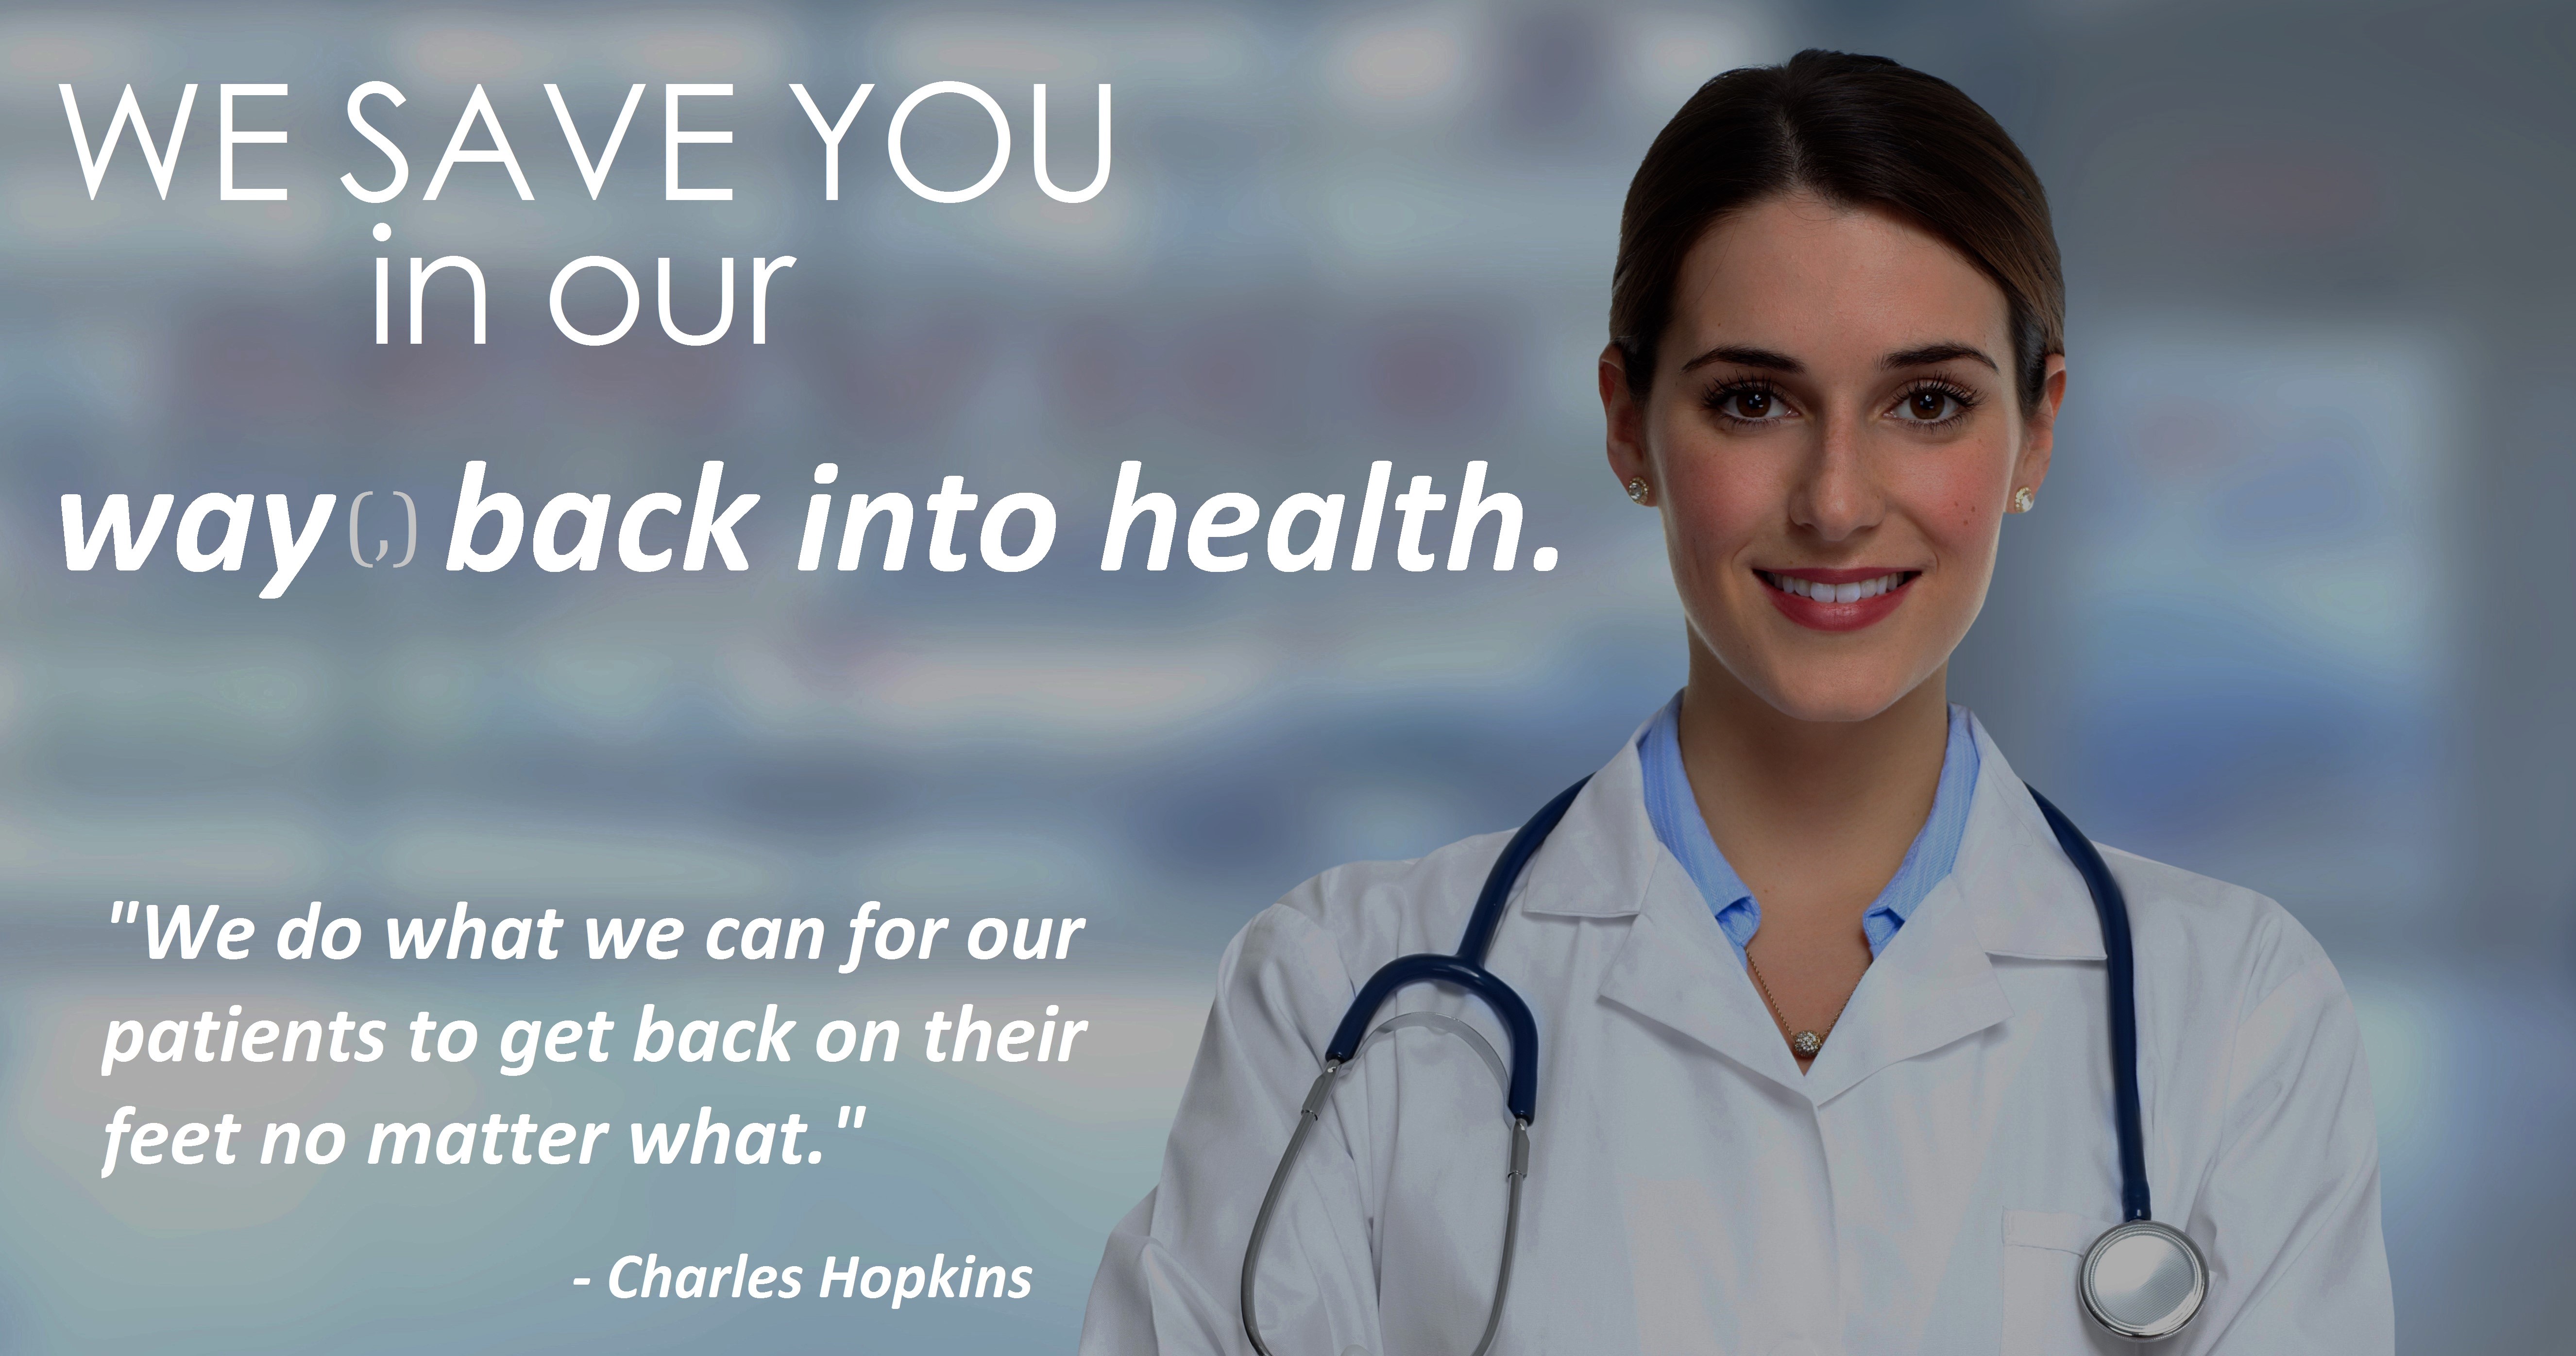 WE SAVE YOU
in our
way(,) back into health.
"We do what we can for our
patients to get back on their
feet no matter what."
- Charles Hopkins